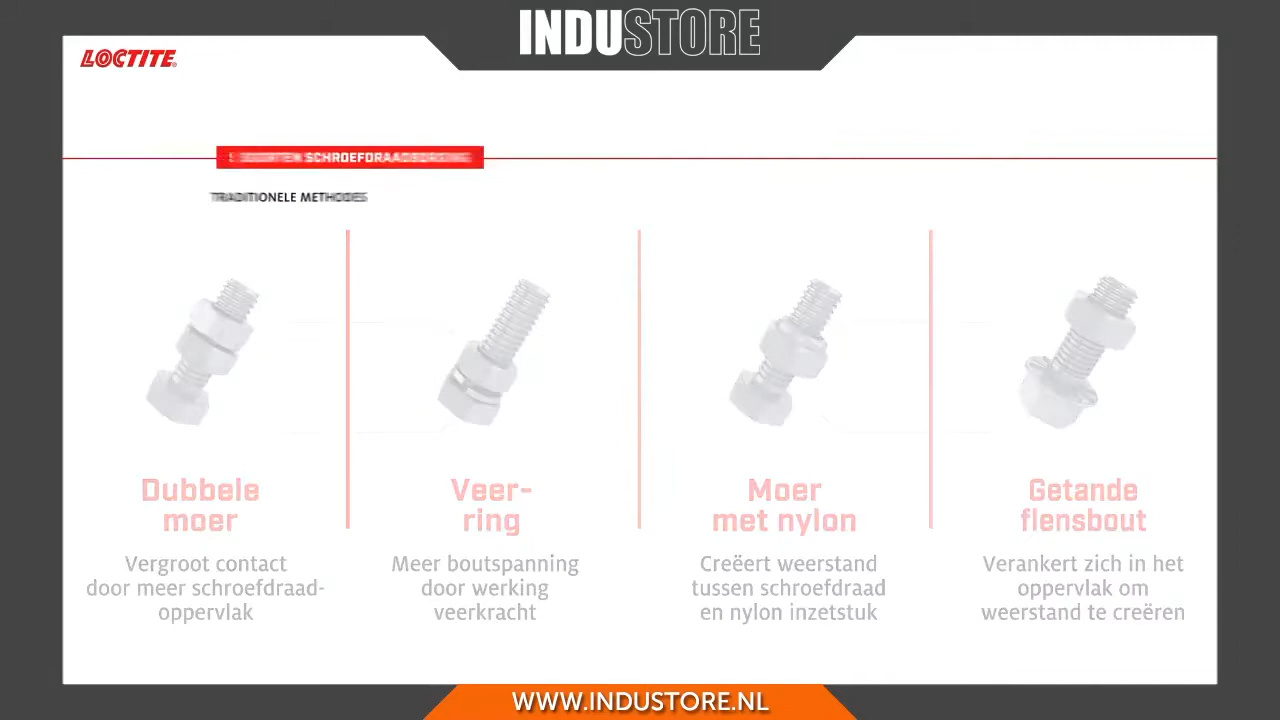 INDUSTORE
LOCTITE
SCHROEFDRAADBORGING
TRADITIONELE METHODES
Dubbele
moer
Vergroot contact
door meer schroefdraad-
oppervlak
Veer-
ring
Meer boutspanning
door werking
veerkracht
Moer
met nylon
Creëert weerstand
tussen schroefdraad
en nylon inzetstuk
Getande
flensbout
Verankert zich in het
oppervlak om
weerstand te creëren
WWW.INDUSTORE.NL